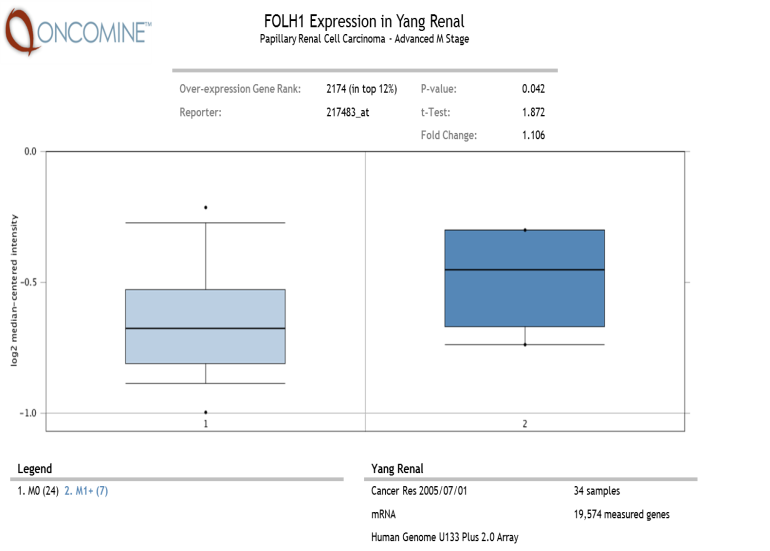 ONCOMINE™
FOLH1 Expression in Yang Renal
Papillary Renal Cell Carcinoma - Advanced M Stage
Over-expression Gene Rank: 2174 (in top 12%) P-value: 0.042
Reporter: 217483_at t-Test: 1.872
Fold Change: 1.106
0.0
-0.5
-1.0
log2 median-centered intensity
1 2
Legend
1. M0 (24) 2. M1+ (7)
Yang Renal
Cancer Res 2005/07/01 34 samples
mRNA 19,574 measured genes
Human Genome U133 Plus 2.0 Array